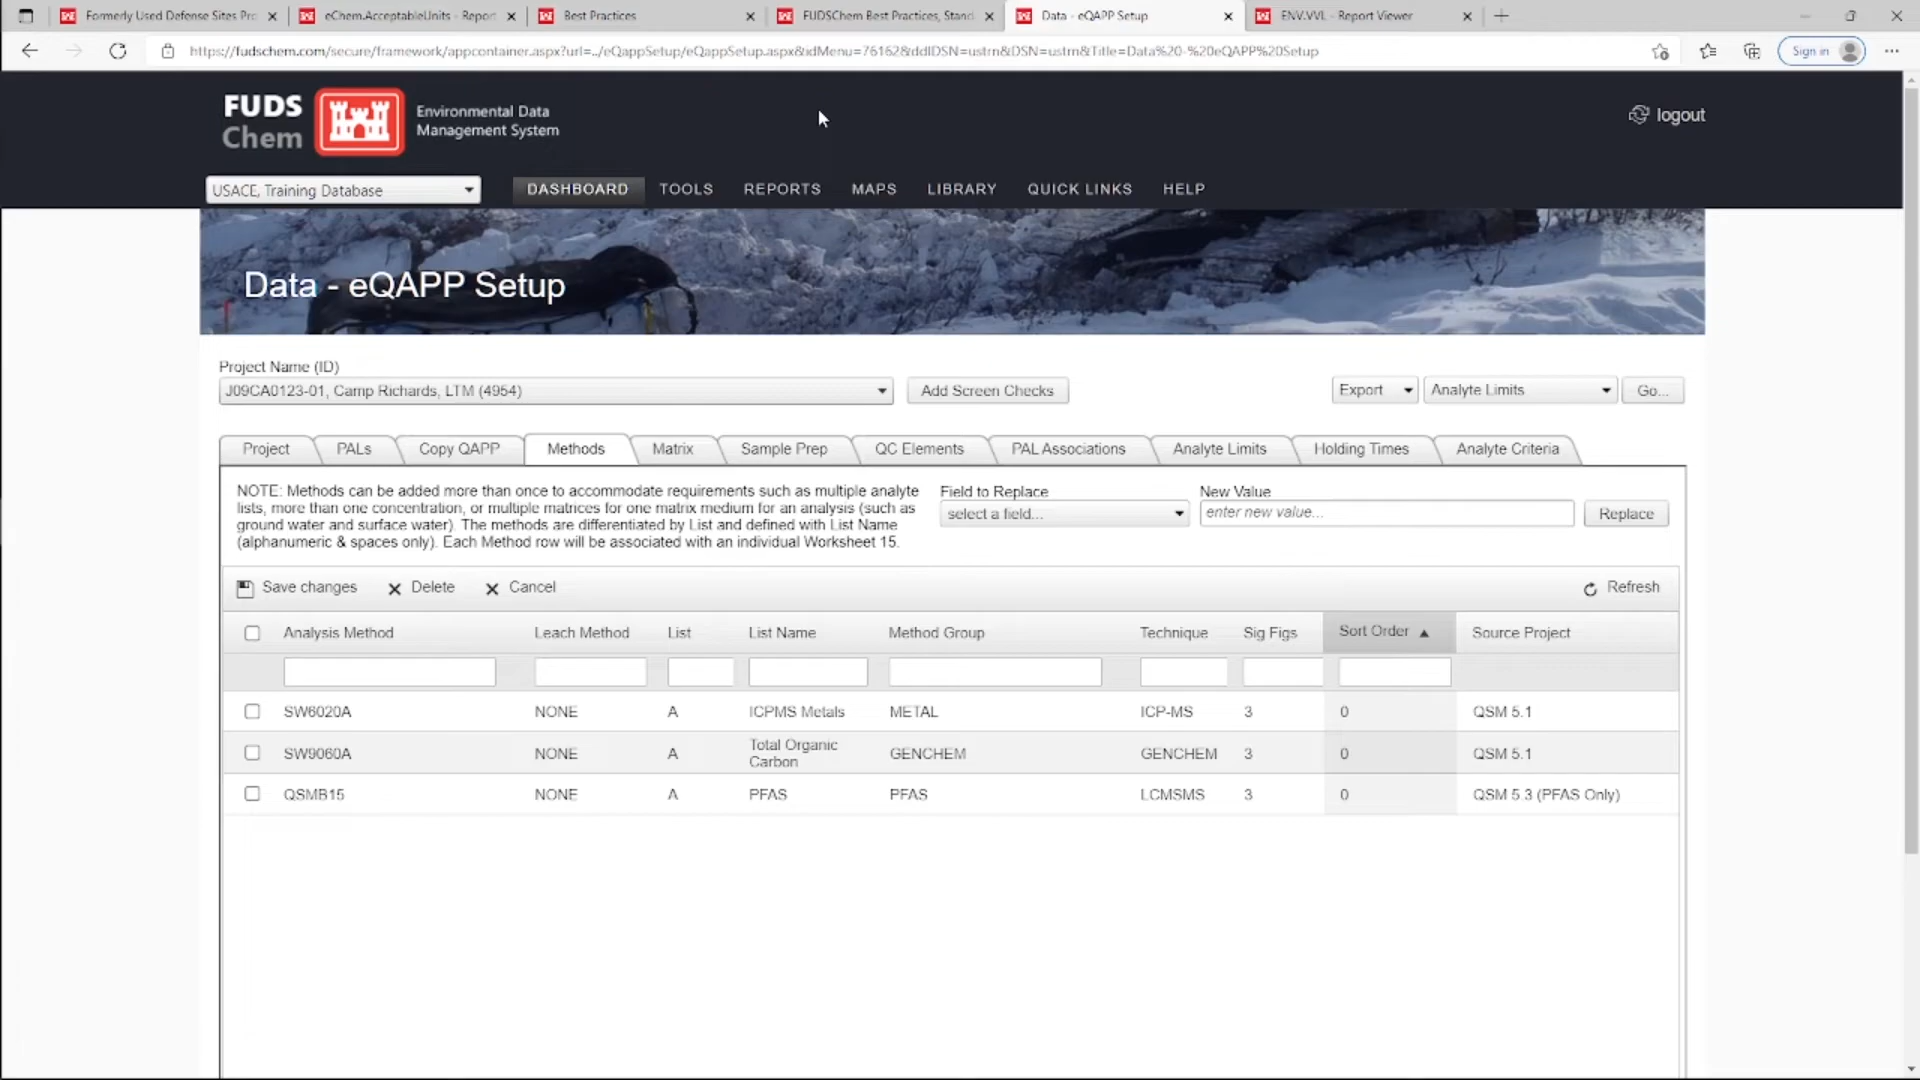 Formerly Used Defense Sites Pro
eChem.AcceptableUnits - Report
Best Practices
FUDSChem Best Practices, Stand
Data - eQAPP Setup
ENV.VVL - Report Viewer
https://fudschem.com/secure/framework/appcontainer.aspx?url=../eQappSetup/eQappSetup.aspx&idMenu=76162&ddlDSN=ustrn&DSN=ustrn&Title=Data%20-%20eQAPP%20Setup
Sign in
FUDS
Chem
Environmental Data
Management System
logout
USACE, Training Database
DASHBOARD TOOLS REPORTS MAPS LIBRARY QUICK LINKS HELP
Data - eQAPP Setup
Project Name (ID)
J09CA0123-01, Camp Richards, LTM (4954)
Add Screen Checks
Export
Analyte Limits
Go...
Project PALs Copy QAPP Methods Matrix Sample Prep QC Elements PAL Associations Analyte Limits Holding Times Analyte Criteria
NOTE: Methods can be added more than once to accommodate requirements such as multiple analyte
lists, more than one concentration, or multiple matrices for one matrix medium for an analysis (such as
ground water and surface water). The methods are differentiated by List and defined with List Name
(alphanumeric & spaces only). Each Method row will be associated with an individual Worksheet 15.
Field to Replace
select a field...
New Value
enter new value...
Replace
Save changes Delete Cancel Refresh
Analysis Method Leach Method List List Name Method Group Technique Sig Figs Sort Order Source Project
SW6020A NONE A ICPMS Metals METAL ICP-MS 3 0 QSM 5.1
SW9060A NONE A Total Organic Carbon GENCHEM GENCHEM 3 0 QSM 5.1
QSMB15 NONE A PFAS PFAS LCMSMS 3 0 QSM 5.3 (PFAS Only)